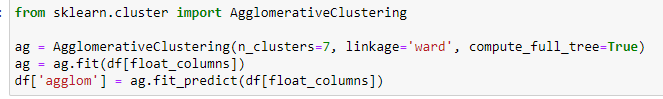 from sklearn.cluster import AgglomerativeClustering
ag = AgglomerativeClustering(n_clusters=7, linkage='ward', compute_full_tree=True)
ag = ag.fit(df[float_columns])
df['agglom'] = ag.fit_predict(df[float_columns])